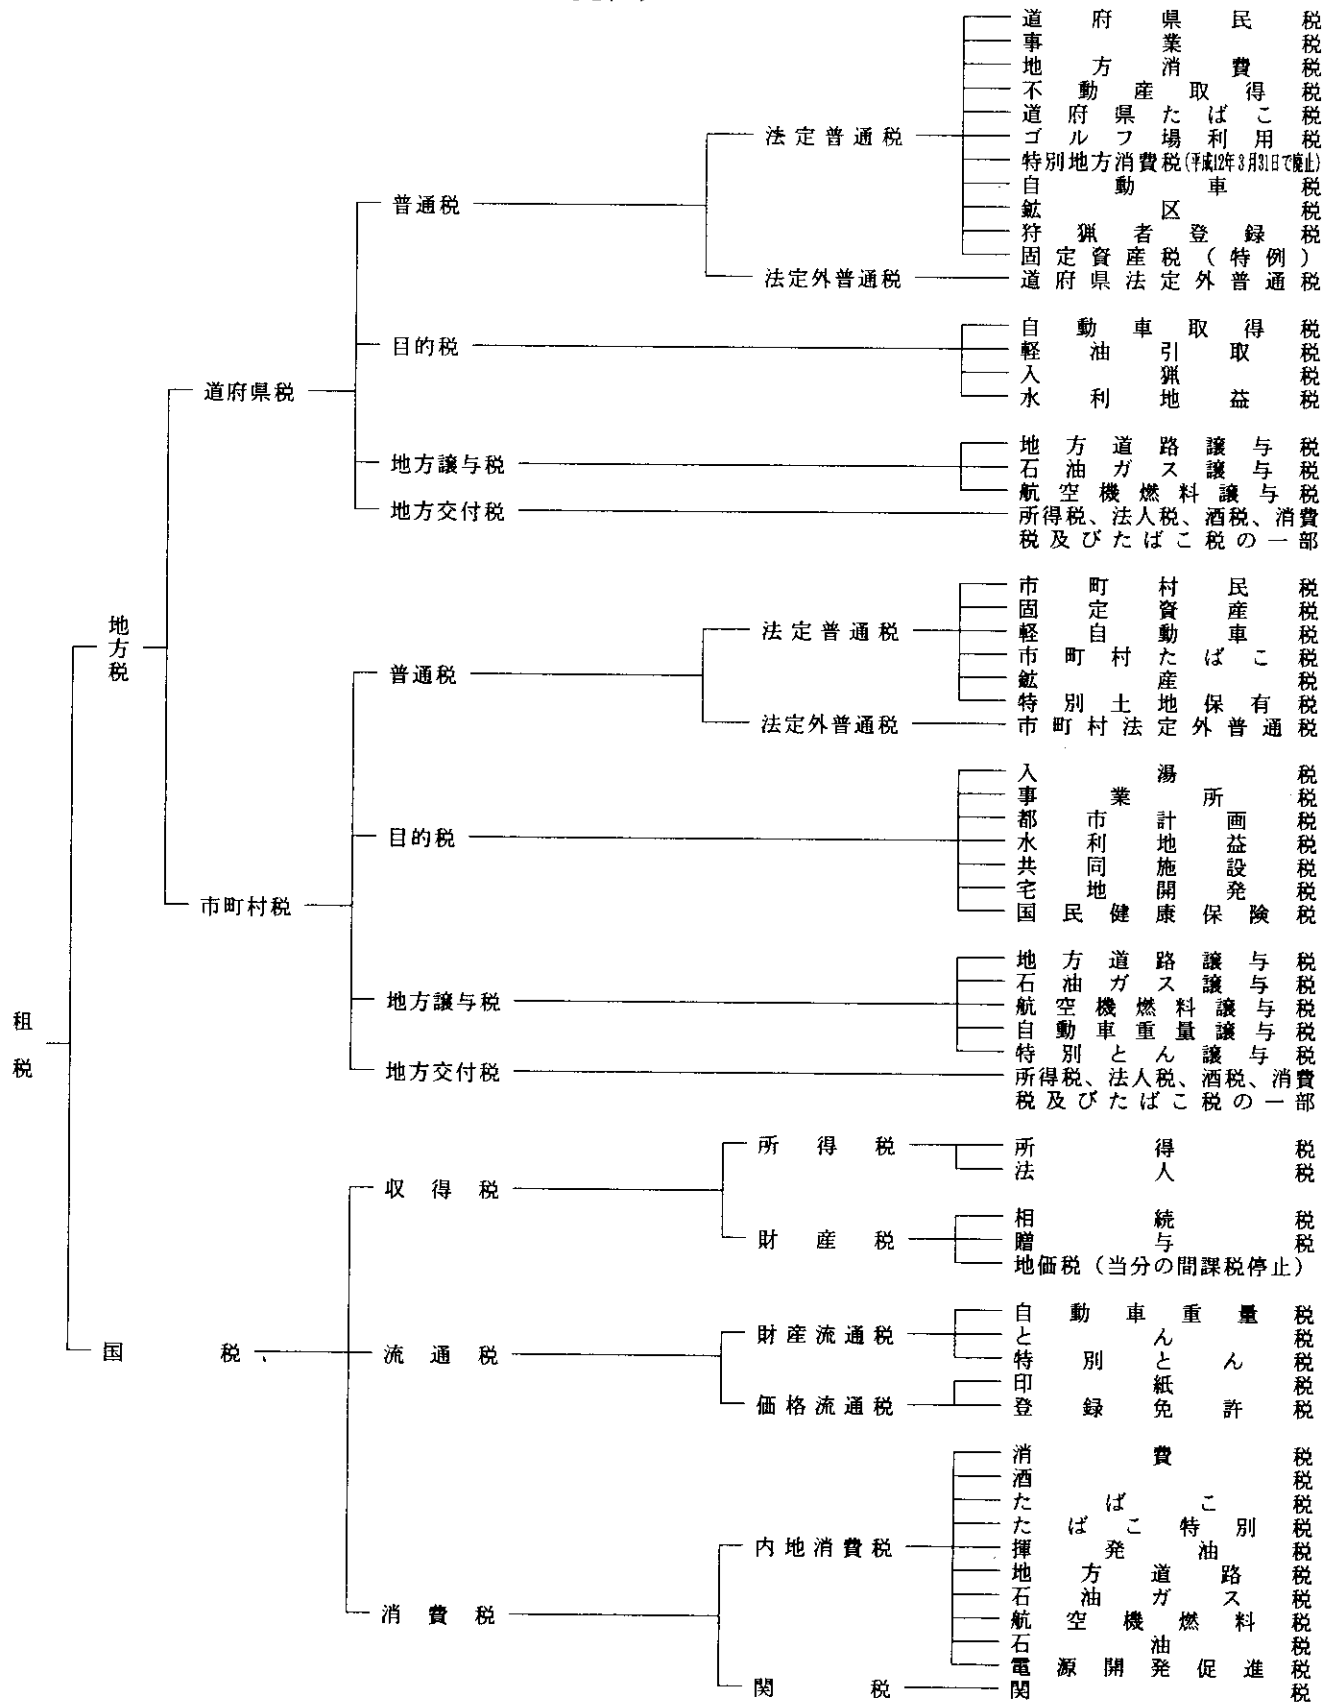 道府県民税
事業税
地方消費税
不動産取得税
道府県たばこ税
法定普通税
ゴルフ場利用税
特別地方消費税(平成12年3月31日で廃止)
自動車税
普通税
鉱区税
狩猟者登録税
固定資産税(特例)
法定外普通税
道府県法定外普通税
自動車取得税
目的税
軽油引取税
入猟税
道府県税
水利地益税
地方道路譲与税
地方譲与税
石油ガス譲与税
航空機燃料譲与税
地方交付税
所得税、法人税、酒税、消費
税及びたばこ税の一部
市町村民税
固定資産税
地方税
法定普通税
軽自動車税
市町村たばこ税
普通税
鉱産税
特別土地保有税
法定外普通税
市町村法定外普通税
入湯税
事業所税
都市計画税
目的税
水利地益税
共同施設税
宅地開発税
市町村税
国民健康保険税
地方道路譲与税
石油ガス譲与税
地方譲与税
航空機燃料譲与税
自動車重量譲与税
租税
特別とん譲与税
地方交付税
所得税、法人税、酒税、消費
税及びたばこ税の一部
所得税
所得税
法人税
収得税
相続税
財産税
贈与税
地価税(当分の間課税停止)
自動車重量税
国税
流通税
財産流通税
とん税
特別とん税
印紙税
価格流通税
登録免許税
消費税
酒税
たばこ税
たばこ特別税
内地消費税
揮発油税
地方道路税
石油ガス税
消費税
航空機燃料税
石油税
電源開発促進税
関税
関税